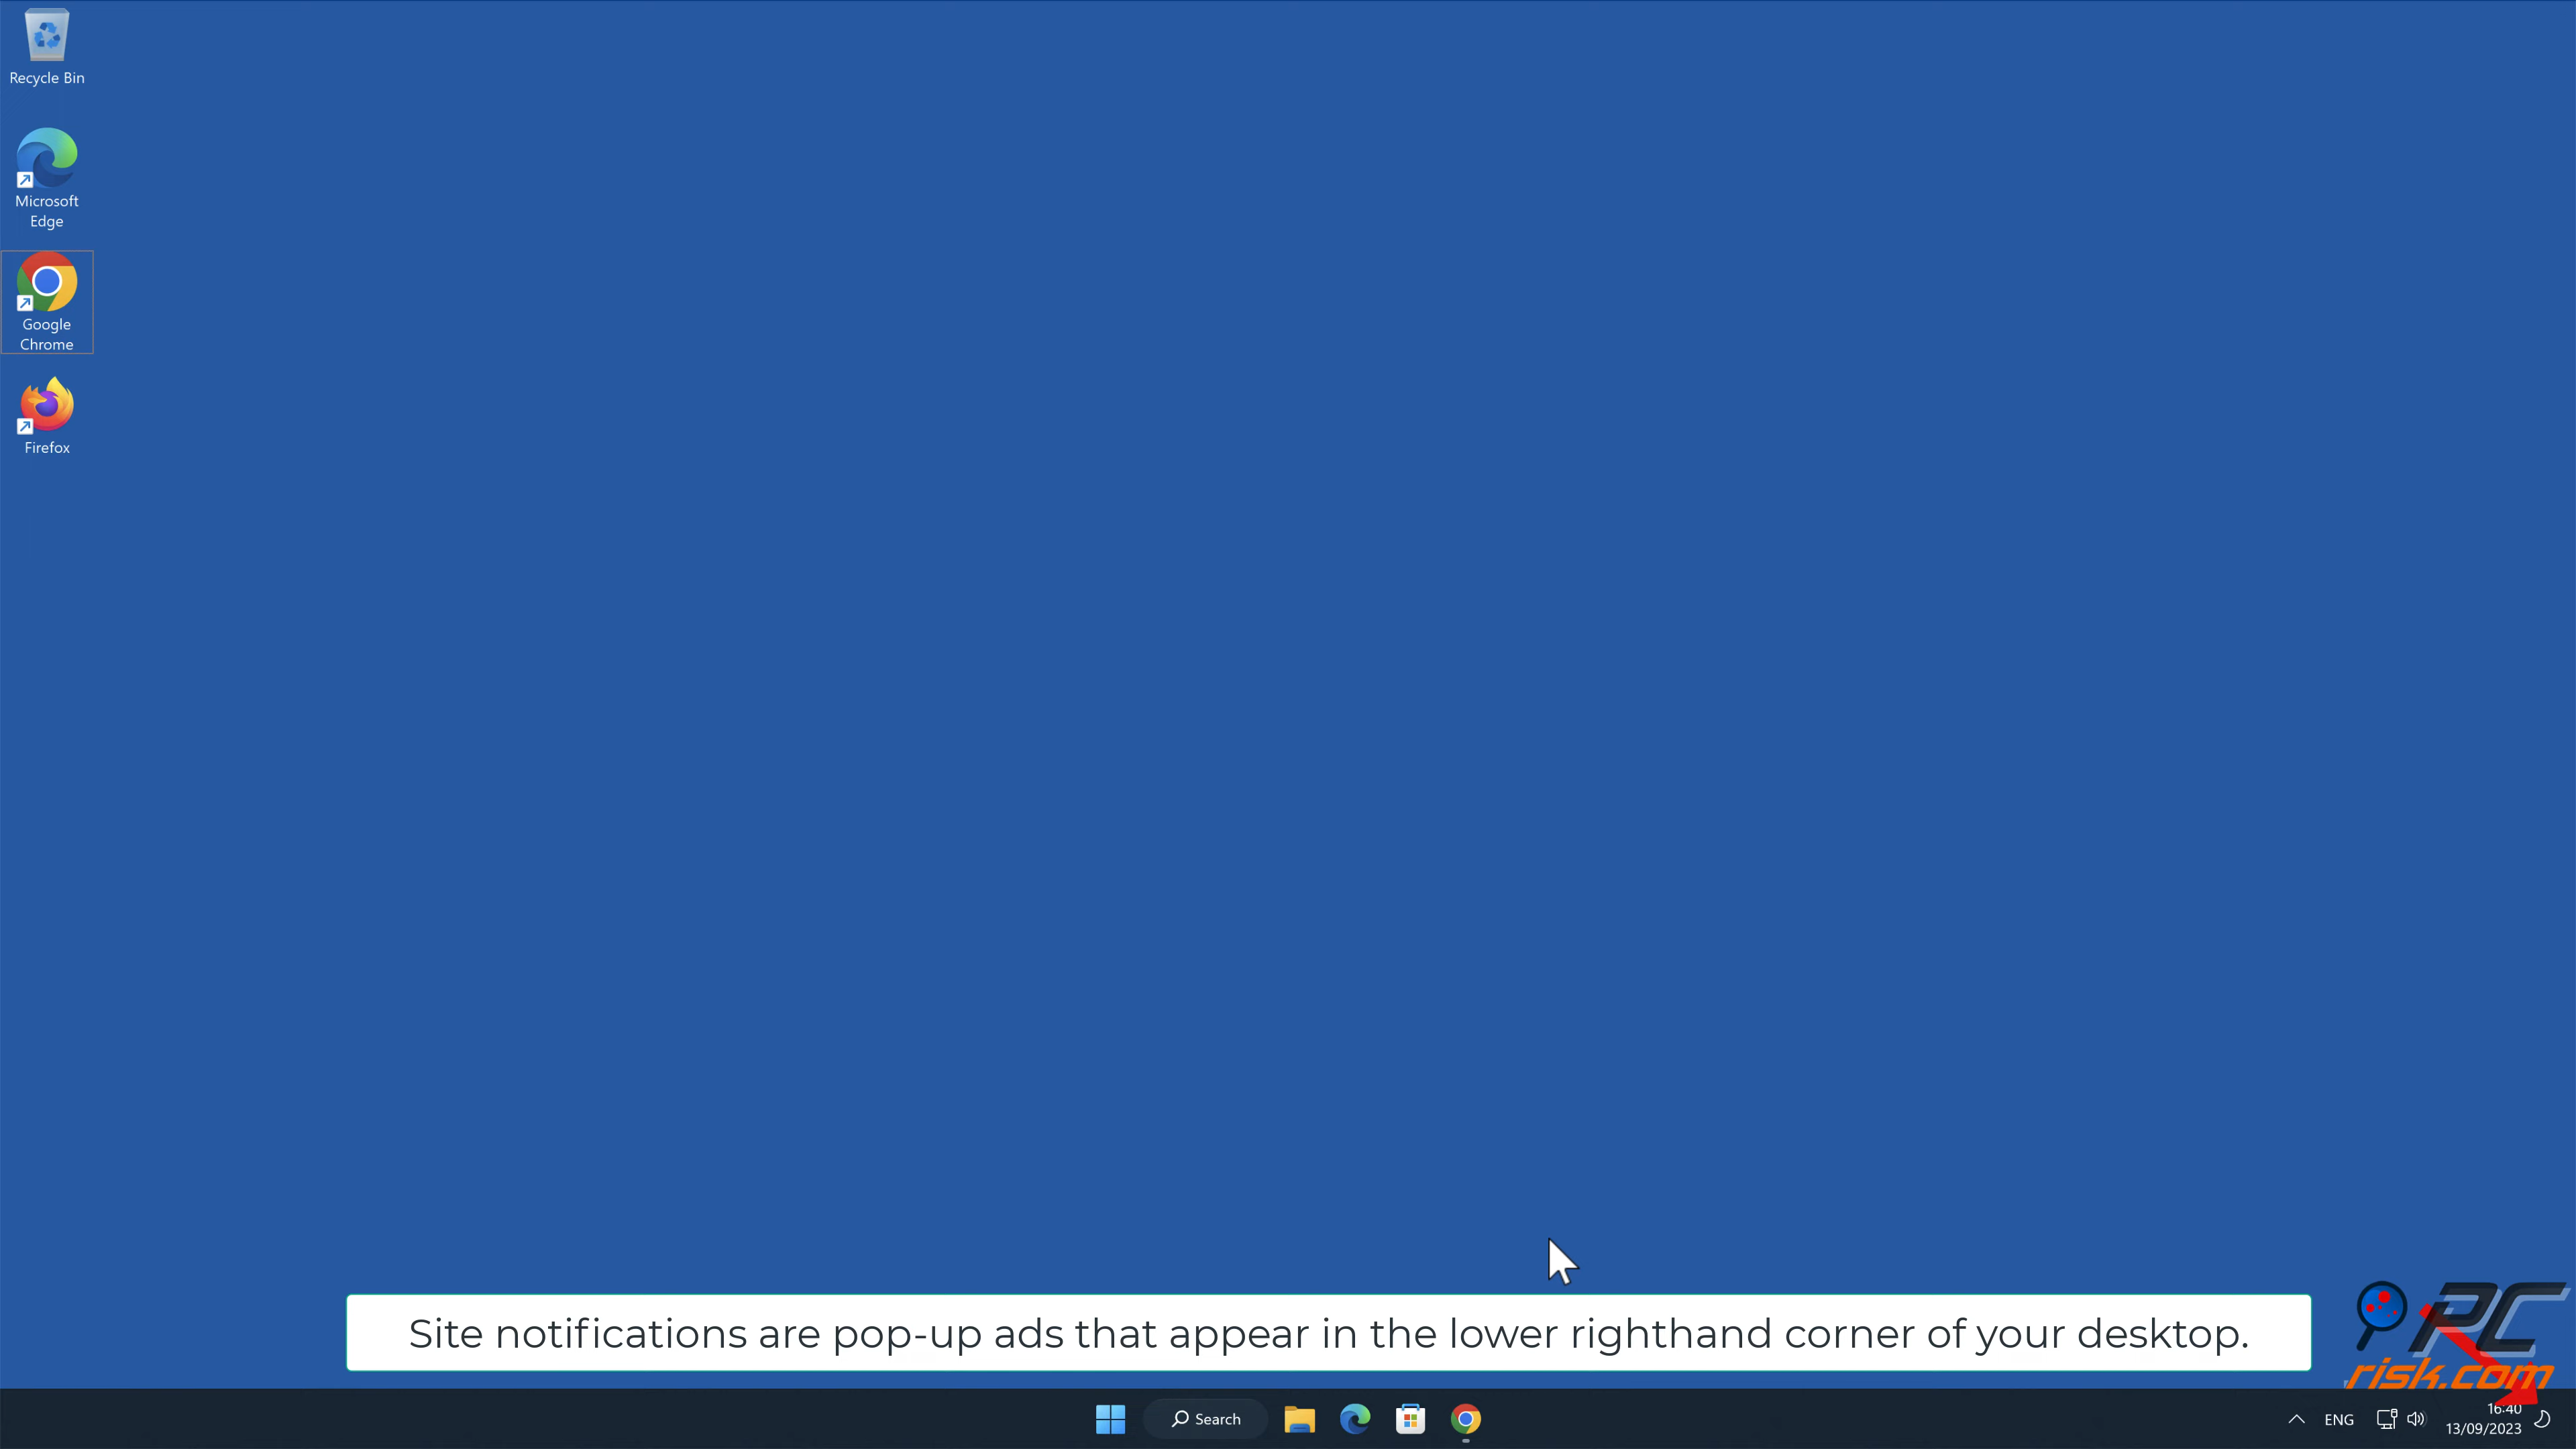 Recycle Bin
Microsoft
Edge
Google
Chrome
Firefox
Site notifications are pop-up ads that appear in the lower righthand corner of your desktop.
PC
risk.com
Search
ENG
16:40
13/09/2023